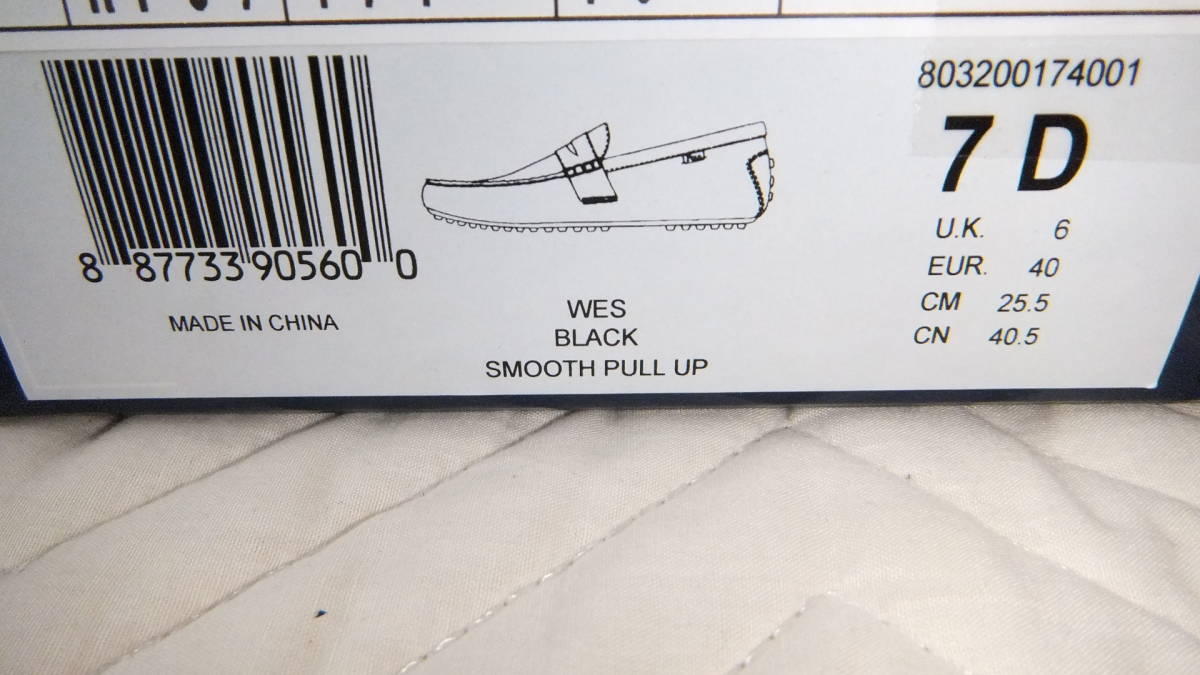 803200174001
7 D
U.K. 6
EUR. 40
CM 25.5
CN 40.5
8 87733 90560 0
MADE IN CHINA
WES
BLACK
SMOOTH PULL UP